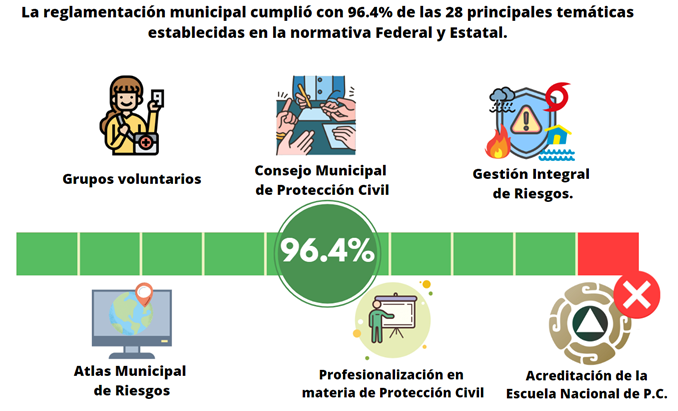 La reglamentación municipal cumplió con 96.4% de las 28 principales temáticas
establecidas en la normativa Federal y Estatal.
Grupos voluntarios
Consejo Municipal
de Protección Civil
Gestión Integral
de Riesgos.
96.4%
Atlas Municipal
de Riesgos
Profesionalización en
materia de Protección Civil
Acreditación de la
Escuela Nacional de P.C.